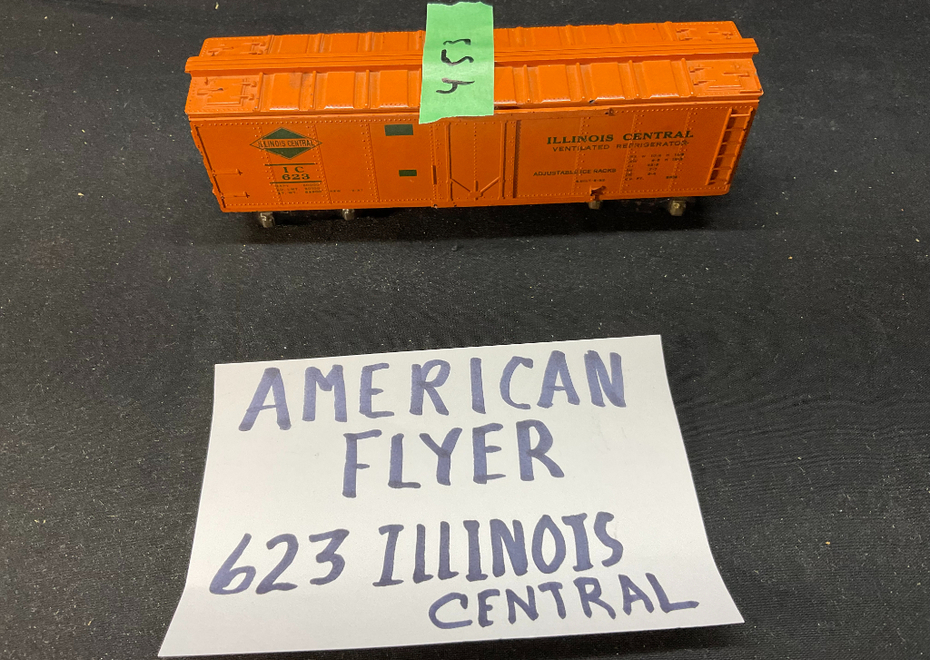 ILLINOIS CENTRAL
I C
623
ILLINOIS CENTRAL
VENTILATED REFRIGERATOR
ADJUSTABLE ICE RACKS
AMERICAN
FLYER
623 ILLINOIS
CENTRAL